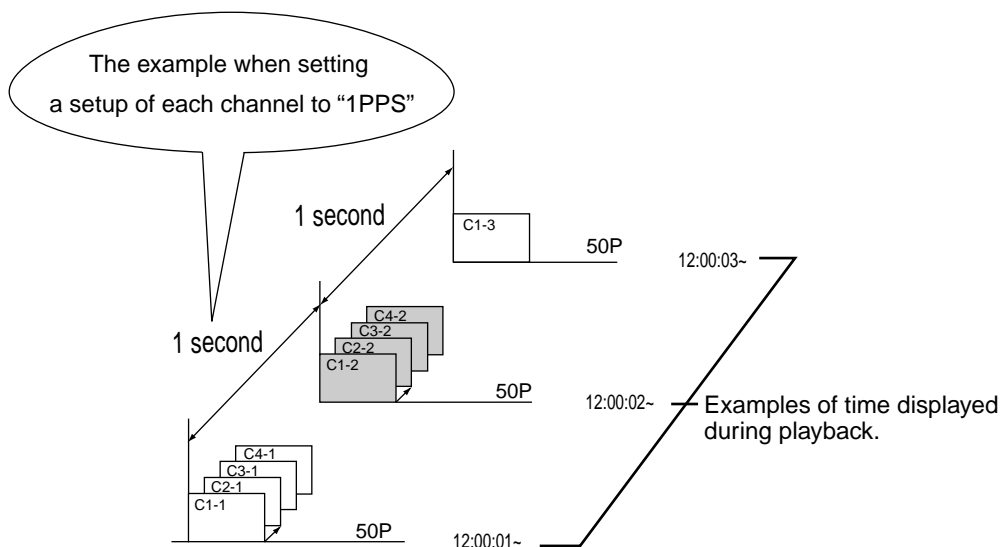 The example when setting
a setup of each channel to “1PPS”
1 second
C1-3
50P
12:00:03~
1 second
C4-2
C3-2
C2-2
C1-2
50P
12:00:02~
Examples of time displayed
during playback.
C4-1
C3-1
C2-1
C1-1
50P
12:00:01~